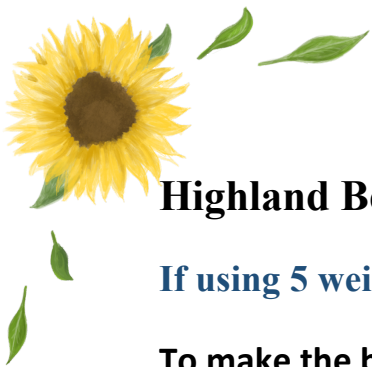 Highland
If using 5
To make the